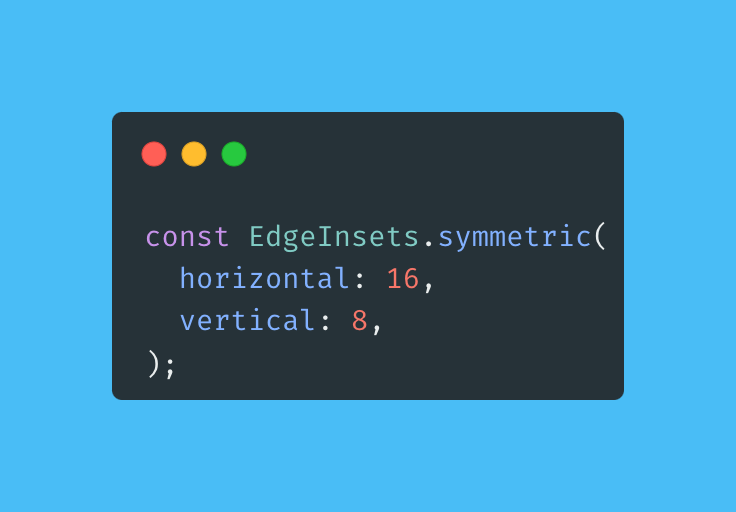 const EdgeInsets.symmetric(
  horizontal: 16,
  vertical: 8,
);